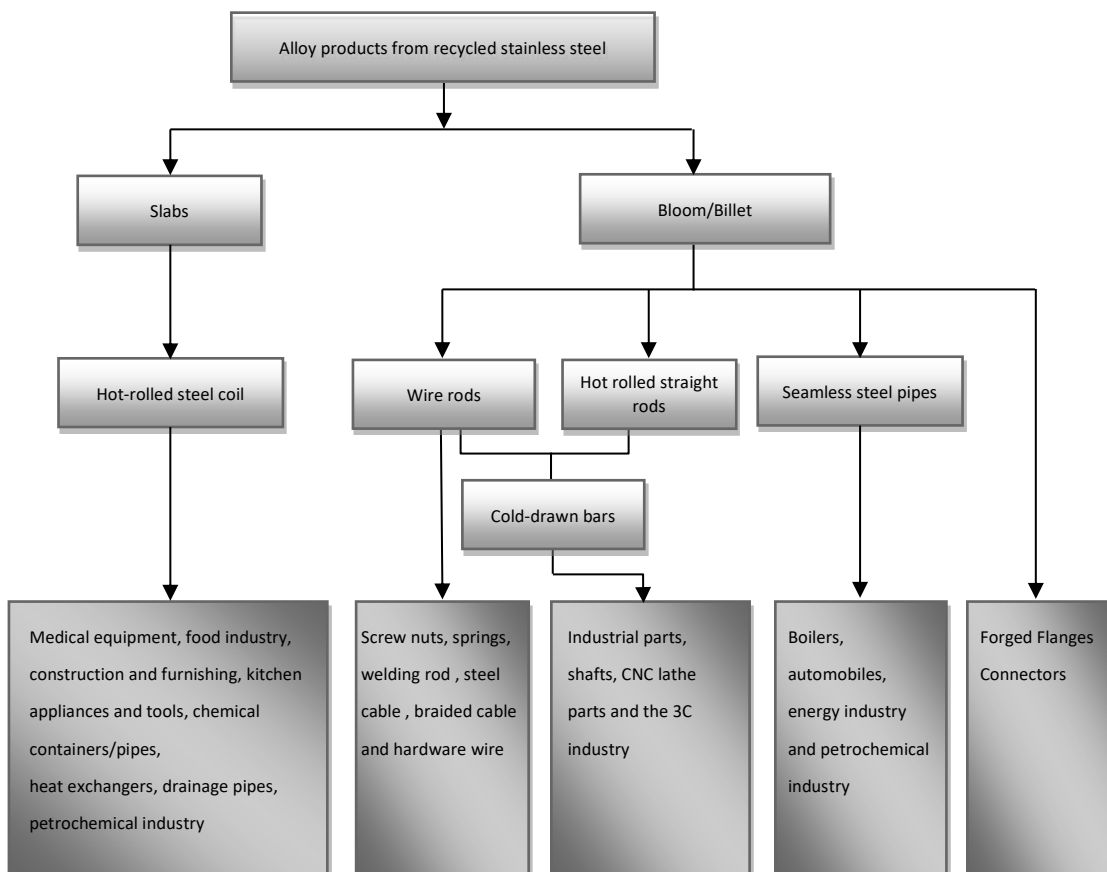 Alloy products from recycled stainless steel
Slabs
Bloom/Billet
Hot-rolled steel coil
Wire rods
Hot rolled straight
rods
Seamless steel pipes
Cold-drawn bars
Medical equipment, food industry,
construction and furnishing, kitchen
appliances and tools, chemical
containers/pipes,
heat exchangers, drainage pipes,
petrochemical industry
Screw nuts, springs,
welding rod , steel
cable , braided cable
and hardware wire
Industrial parts,
shafts, CNC lathe
parts and the 3C
industry
Boilers,
automobiles,
energy industry
and petrochemical
industry
Forged Flanges
Connectors